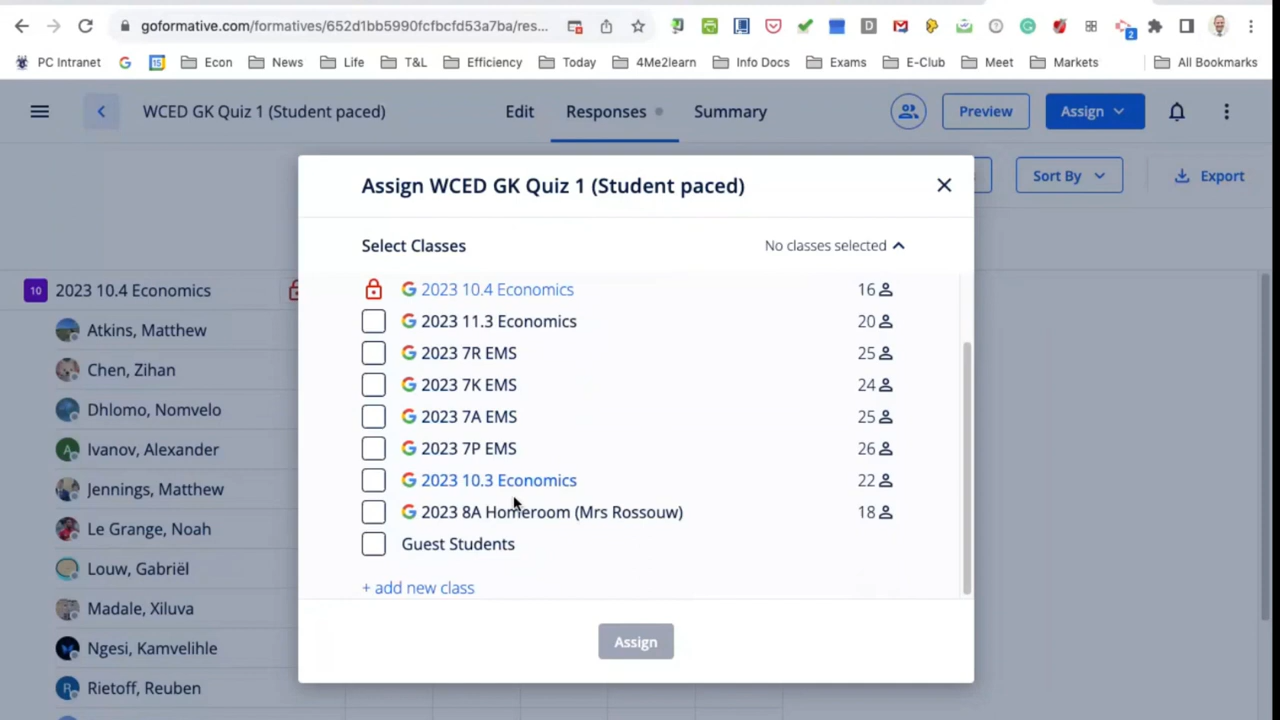 goformative.com/formatives/652d1bb5990fcfbcfd53a7ba/res...
D
2
PC Intranet
31
Econ
News
Life
T&L
Efficiency
Today
4Me2learn
Info Docs
Exams
E-Club
Meet
Markets
All Bookmarks
WCED GK Quiz 1 (Student paced)
Edit
Responses
Summary
Preview
Assign
Sort By
Export
10
2023 10.4 Economics
Atkins, Matthew
Chen, Zihan
Dhlomo, Nomvelo
A
Ivanov, Alexander
Jennings, Matthew
Le Grange, Noah
Louw, Gabriël
Madale, Xiluva
Ngesi, Kamvelihle
R
Rietoff, Reuben
Assign WCED GK Quiz 1 (Student paced)
Select Classes
No classes selected
2023 10.4 Economics 16
2023 11.3 Economics 20
2023 7R EMS 25
2023 7K EMS 24
2023 7A EMS 25
2023 7P EMS 26
2023 10.3 Economics 22
2023 8A Homeroom (Mrs Rossouw) 18
Guest Students
+ add new class
Assign